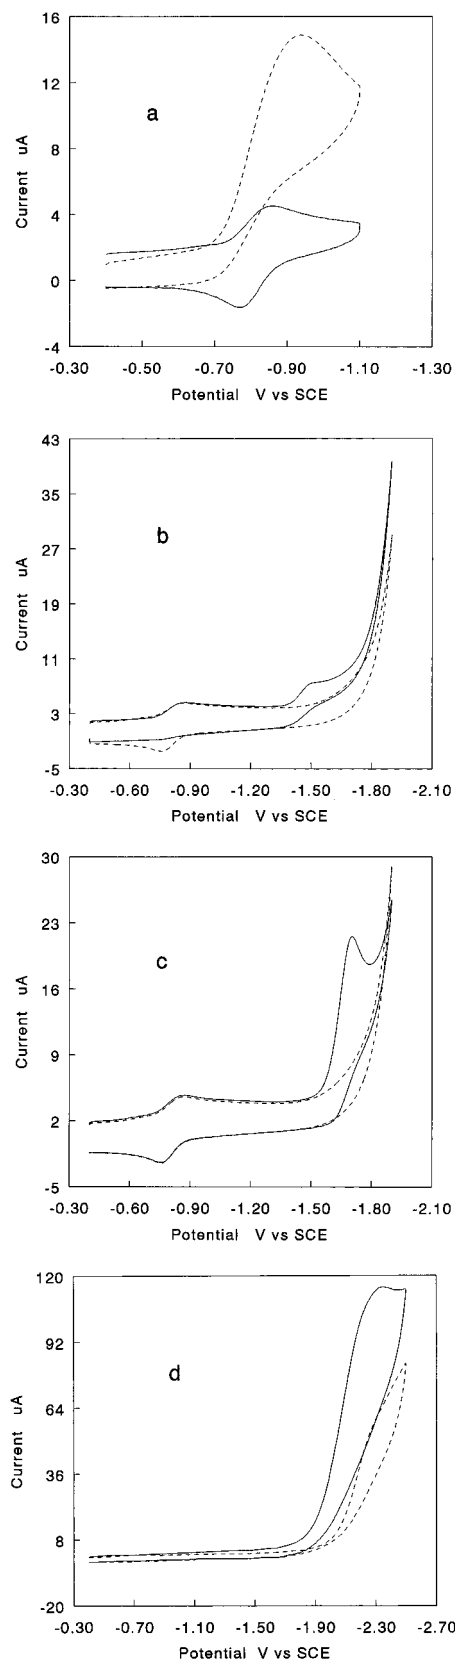 16
12
8
4
0
-4
Current uA
a
-0.30 -0.50 -0.70 -0.90 -1.10 -1.30
Potential V vs SCE
43
35
27
19
11
3
-5
Current uA
b
-0.30 -0.60 -0.90 -1.20 -1.50 -1.80 -2.10
Potential V vs SCE
30
23
16
9
2
-5
Current uA
c
-0.30 -0.60 -0.90 -1.20 -1.50 -1.80 -2.10
Potential V vs SCE
120
92
64
36
8
-20
Current uA
d
-0.30 -0.70 -1.10 -1.50 -1.90 -2.30 -2.70
Potential V vs SCE